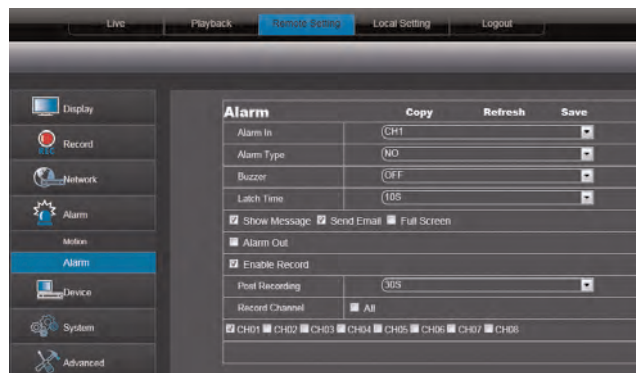 Live Playback Remote Setting Local Setting Logout
Display
Record
REC
Network
Alarm
Motion
Alarm
Device
System
Advanced
Alarm Copy Refresh Save
Alarm In CH1
Alarm Type NO
Buzzer OFF
Latch Time 10S
Show Message Send Email Full Screen
Alarm Out
Enable Record
Post Recording 30S
Record Channel All
CH01 CH02 CH03 CH04 CH05 CH06 CH07 CH08